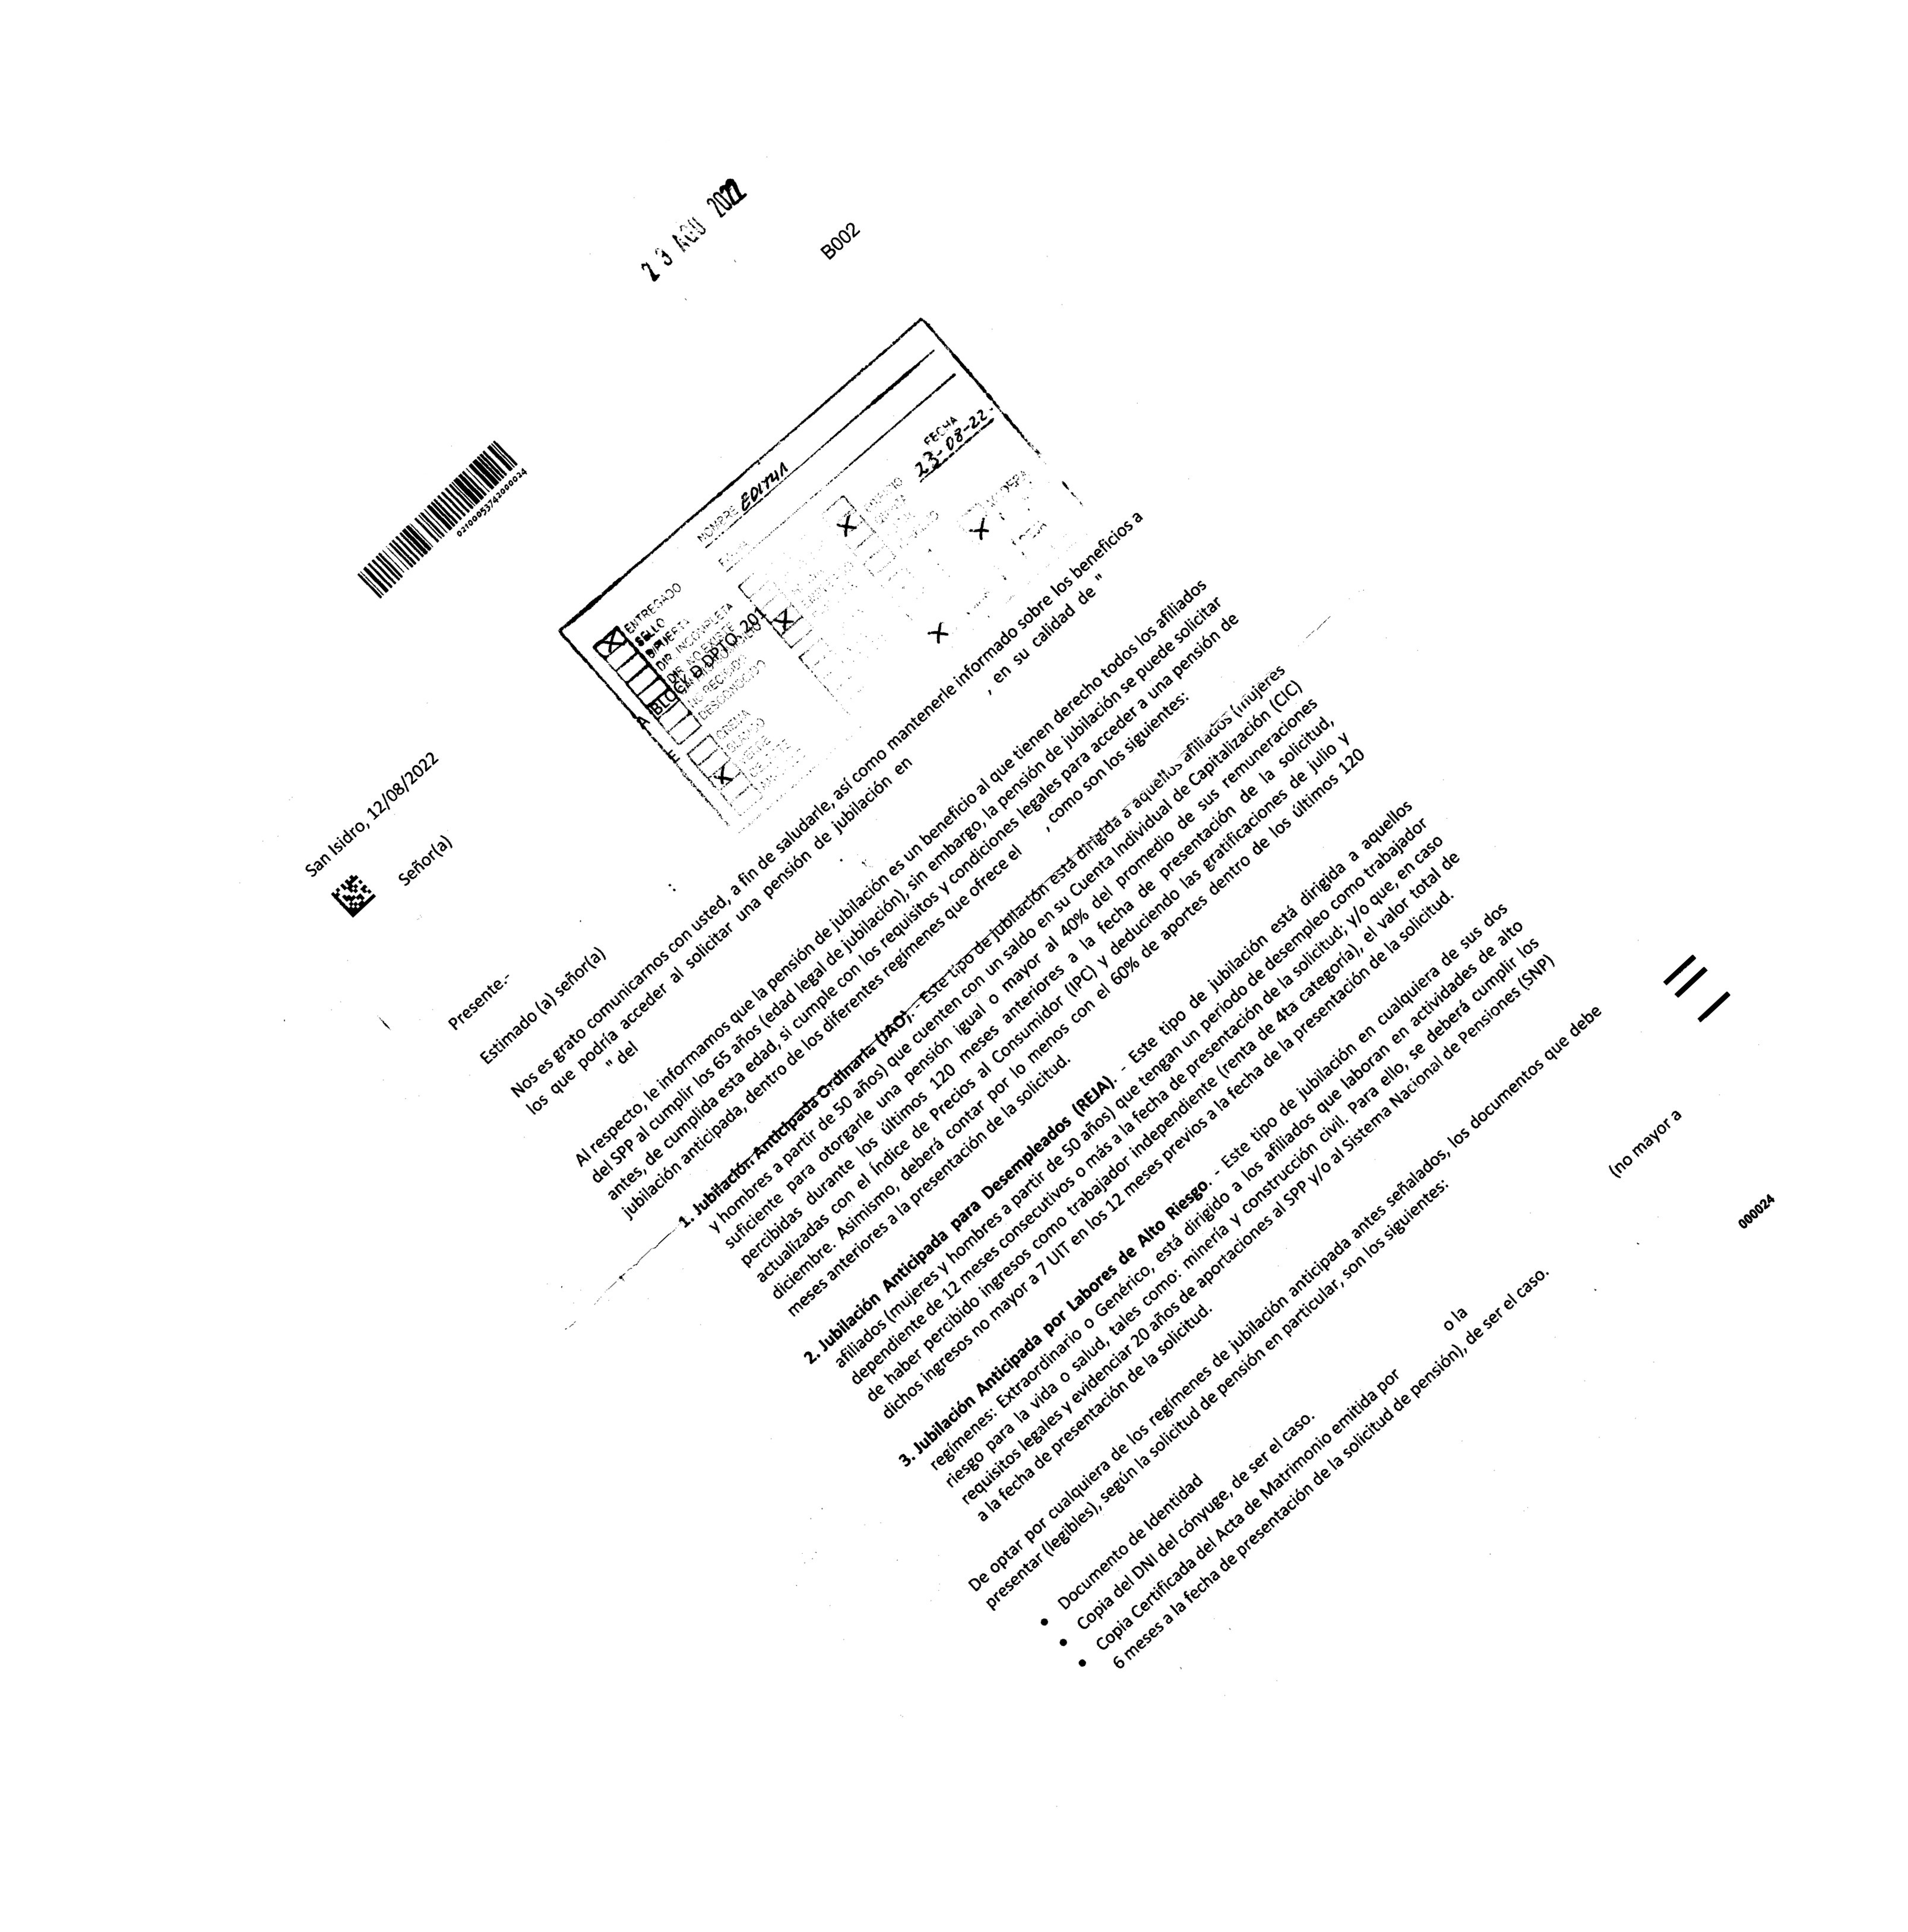 23 AGO 2022
B002
02100053742000024
San Isidro, 12/08/2022
Señor(a)
ENTREGADO
SELLO
B/PUERTA
DIR. INCOMPLETA
DIR. NO EXISTE
BLOCK D DPTO. 201
DESCONOCIDO
CREMA
BLANCO
NOMBRE EDITHA
FECHA
23-08-22-
Presente.-
Estimado (a) señor(a)
Nos es grato comunicarnos con usted, a fin de saludarle, así como mantenerle informado sobre los beneficios a
los que podría acceder al solicitar una pensión de jubilación en , en su calidad de "
" del
Al respecto, le informamos que la pensión de jubilación es un beneficio al que tienen derecho todos los afiliados
del SPP al cumplir los 65 años (edad legal de jubilación), sin embargo, la pensión de jubilación se puede solicitar
antes, de cumplida esta edad, si cumple con los requisitos y condiciones legales para acceder a una pensión de
jubilación anticipada, dentro de los diferentes regímenes que ofrece el , como son los siguientes:
1. Jubilación Anticipada Ordinaria (JAO). - Este tipo de jubilación está dirigida a aquellos afiliados (mujeres
y hombres a partir de 50 años) que cuenten con un saldo en su Cuenta Individual de Capitalización (CIC)
suficiente para otorgarle una pensión igual o mayor al 40% del promedio de sus remuneraciones
percibidas durante los últimos 120 meses anteriores a la fecha de presentación de la solicitud,
actualizadas con el Índice de Precios al Consumidor (IPC) y deduciendo las gratificaciones de julio y
diciembre. Asimismo, deberá contar por lo menos con el 60% de aportes dentro de los últimos 120
meses anteriores a la presentación de la solicitud.
2. Jubilación Anticipada para Desempleados (REJA). - Este tipo de jubilación está dirigida a aquellos
afiliados (mujeres y hombres a partir de 50 años) que tengan un periodo de desempleo como trabajador
dependiente de 12 meses consecutivos o más a la fecha de presentación de la solicitud; y/o que, en caso
de haber percibido ingresos como trabajador independiente (renta de 4ta categoría), el valor total de
dichos ingresos no mayor a 7 UIT en los 12 meses previos a la fecha de la presentación de la solicitud.
3. Jubilación Anticipada por Labores de Alto Riesgo. - Este tipo de jubilación en cualquiera de sus dos
regímenes: Extraordinario o Genérico, está dirigido a los afiliados que laboran en actividades de alto
riesgo para la vida o salud, tales como: minería y construcción civil. Para ello, se deberá cumplir los
requisitos legales y evidenciar 20 años de aportaciones al SPP y/o al Sistema Nacional de Pensiones (SNP)
a la fecha de presentación de la solicitud.
De optar por cualquiera de los regímenes de jubilación anticipada antes señalados, los documentos que debe
presentar (legibles), según la solicitud de pensión en particular, son los siguientes:
• Documento de Identidad
• Copia del DNI del cónyuge, de ser el caso.
• Copia Certificada del Acta de Matrimonio emitida por o la (no mayor a
6 meses a la fecha de presentación de la solicitud de pensión), de ser el caso.
000024